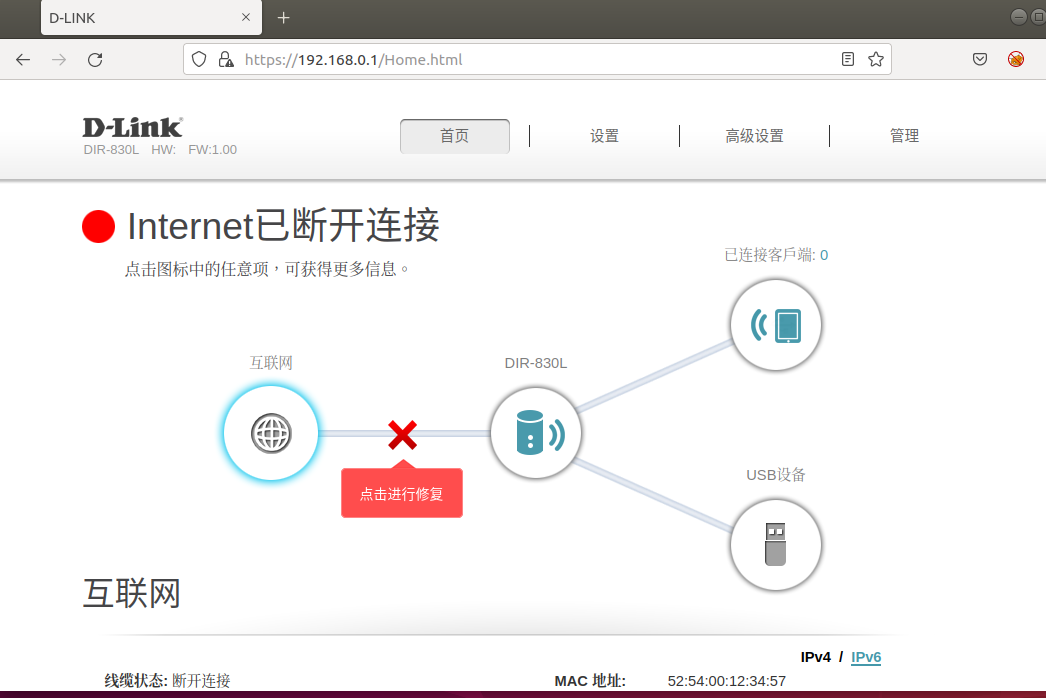 D-LINK
https://192.168.0.1/Home.html
D-Link
DIR-830L HW: FW:1.00
首页
设置
高级设置
管理
Internet已断开连接
点击图标中的任意项，可获得更多信息。
已连接客戶端: 0
互联网
DIR-830L
点击进行修复
USB设备
互联网
IPv4 / IPv6
线缆状态: 断开连接
MAC 地址: 52:54:00:12:34:57